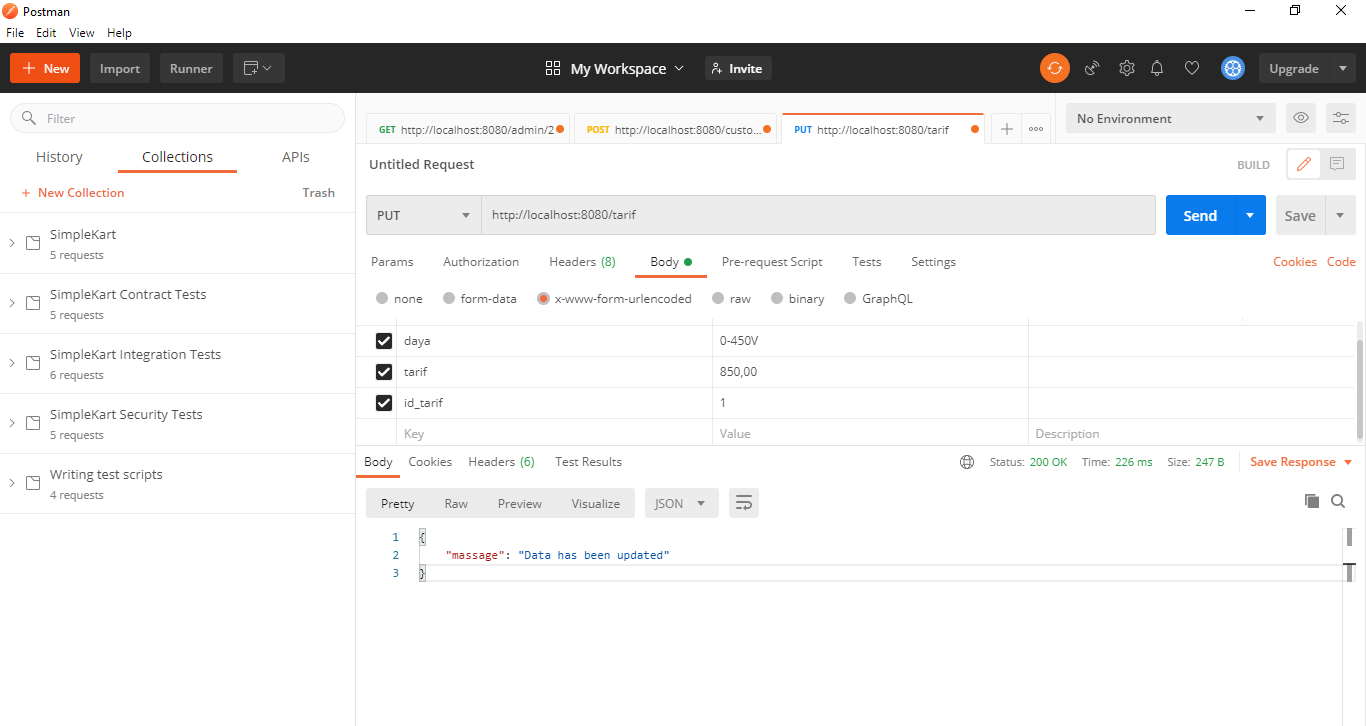 Postman
File Edit View Help
New Import Runner My Workspace Invite Upgrade
Filter
History Collections APIs
+ New Collection Trash
SimpleKart
5 requests
SimpleKart Contract Tests
5 requests
SimpleKart Integration Tests
6 requests
SimpleKart Security Tests
5 requests
Writing test scripts
4 requests
GET http://localhost:8080/admin/2 POST http://localhost:8080/custo... PUT http://localhost:8080/tarif No Environment
Untitled Request BUILD
PUT http://localhost:8080/tarif Send Save
Params Authorization Headers (8) Body Pre-request Script Tests Settings Cookies Code
none form-data x-www-form-urlencoded raw binary GraphQL
daya 0-450V
tarif 850,00
id_tarif 1
Key Value Description
Body Cookies Headers (6) Test Results Status: 200 OK Time: 226 ms Size: 247 B Save Response
Pretty Raw Preview Visualize JSON
1 {
2 "massage": "Data has been updated"
3 }